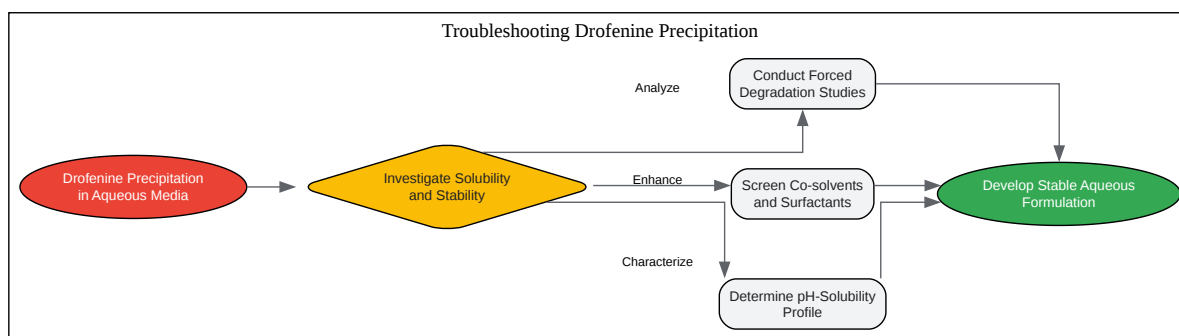 Troubleshooting Drofenine Precipitation
Drofenine Precipitation
in Aqueous Media
Investigate Solubility
and Stability
Analyze
Conduct Forced
Degradation Studies
Enhance
Screen Co-solvents
and Surfactants
Characterize
Determine pH-Solubility
Profile
Develop Stable Aqueous
Formulation